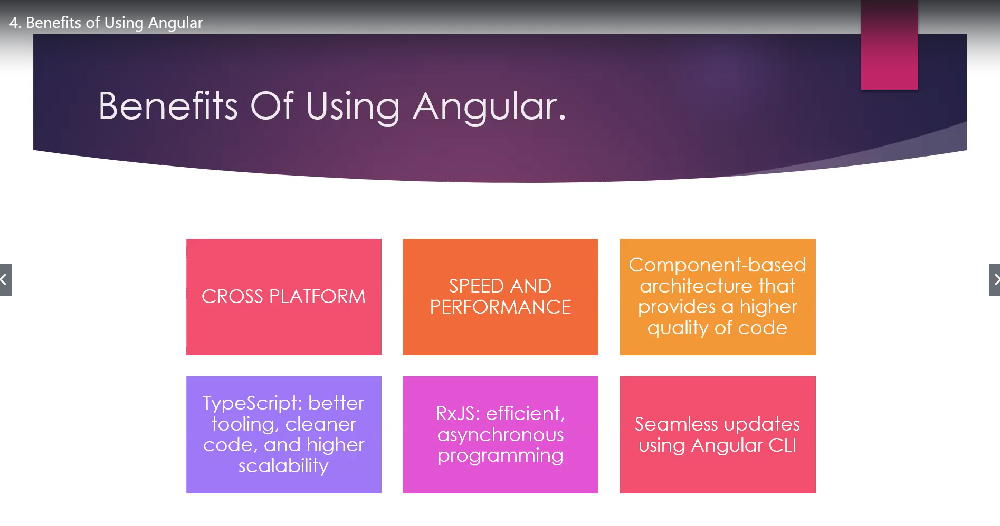 4. Benefits of Using Angular
Benefits Of Using Angular.
CROSS PLATFORM
SPEED AND
PERFORMANCE
Component-based
architecture that
provides a higher
quality of code
TypeScript: better
tooling, cleaner
code, and higher
scalability
RxJS: efficient,
asynchronous
programming
Seamless updates
using Angular CLI